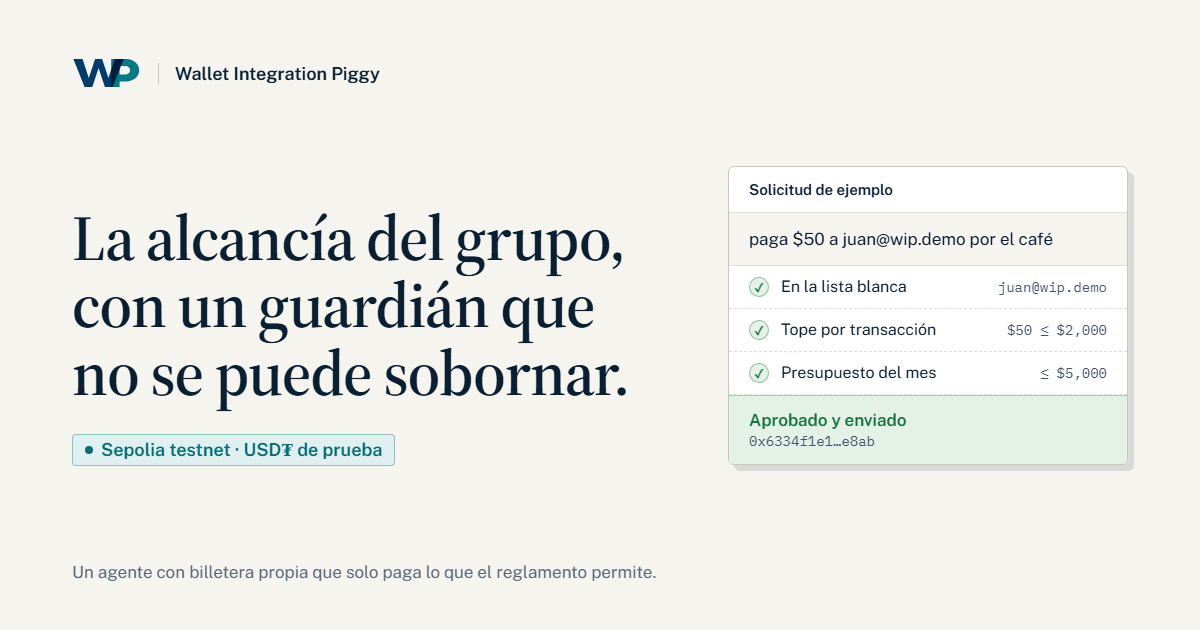 WP
Wallet Integration Piggy
La alcancía del grupo,
con un guardián que
no se puede sobornar.
Sepolia testnet · USD₮ de prueba
Un agente con billetera propia que solo paga lo que el reglamento permite.
Solicitud de ejemplo
paga $50 a juan@wip.demo por el café
✓ En la lista blanca juan@wip.demo
✓ Tope por transacción $50 ≤ $2,000
✓ Presupuesto del mes ≤ $5,000
Aprobado y enviado
0x6334f1e1…e8ab